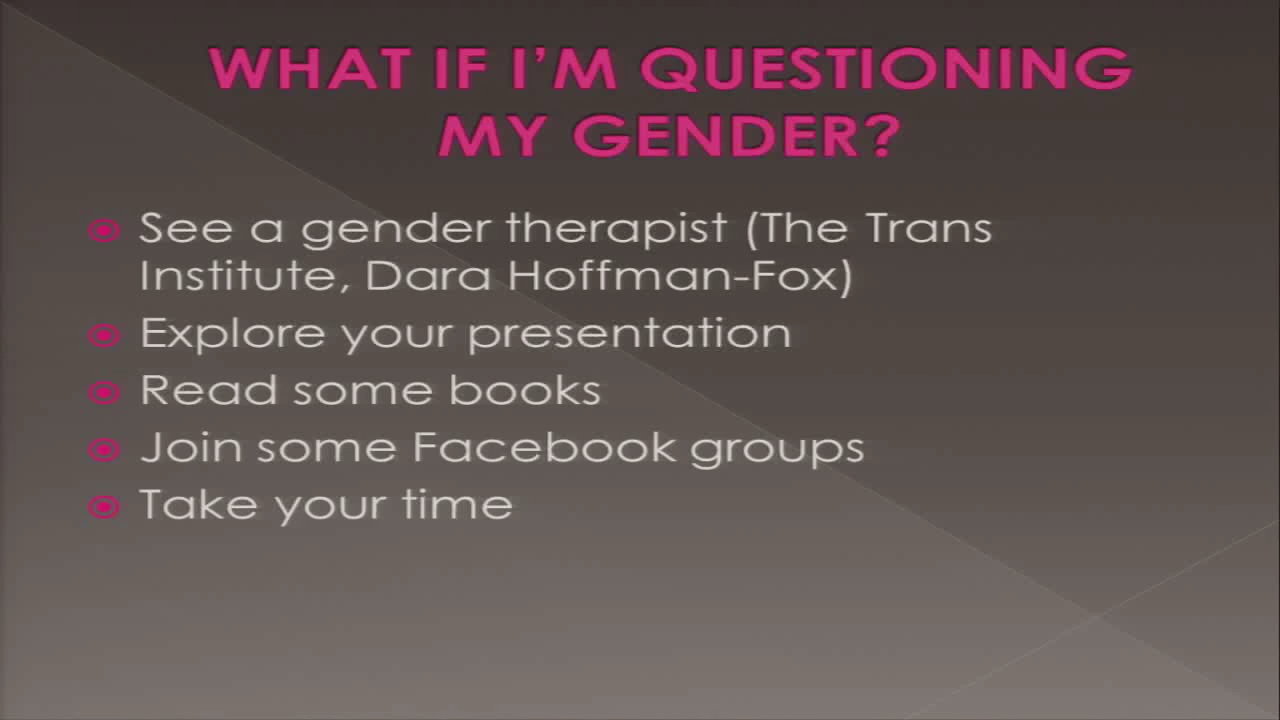 WHAT IF I’M QUESTIONING
MY GENDER?
See a gender therapist (The Trans
Institute, Dara Hoffman-Fox)
Explore your presentation
Read some books
Join some Facebook groups
Take your time